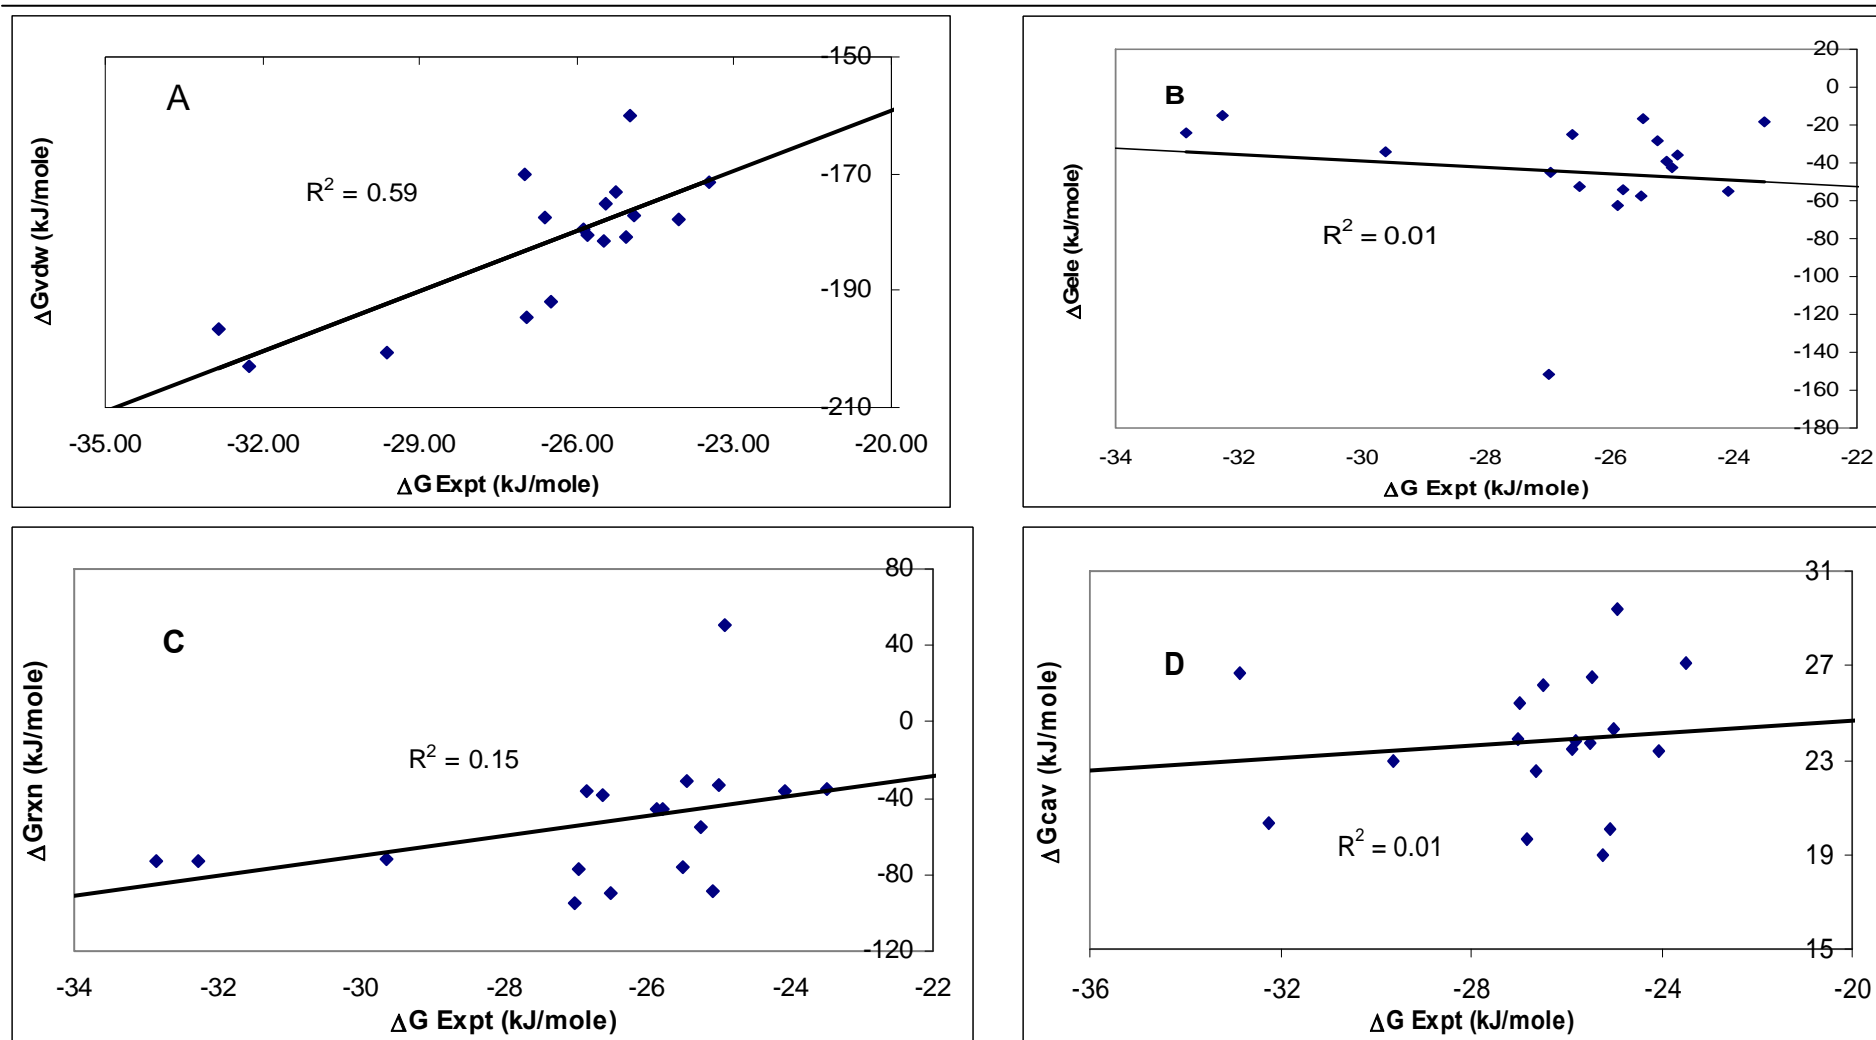 A
ΔGvdw (kJ/mole)
R² = 0.59
-150
-170
-190
-210
-35.00 -32.00 -29.00 -26.00 -23.00 -20.00
ΔG Expt (kJ/mole)
B
ΔGele (kJ/mole)
R² = 0.01
20
0
-20
-40
-60
-80
-100
-120
-140
-160
-180
-34 -32 -30 -28 -26 -24 -22
ΔG Expt (kJ/mole)
C
ΔGrxn (kJ/mole)
R² = 0.15
80
40
0
-40
-80
-120
-34 -32 -30 -28 -26 -24 -22
ΔG Expt (kJ/mole)
D
ΔGcav (kJ/mole)
R² = 0.01
31
27
23
19
15
-36 -32 -28 -24 -20
ΔG Expt (kJ/mole)